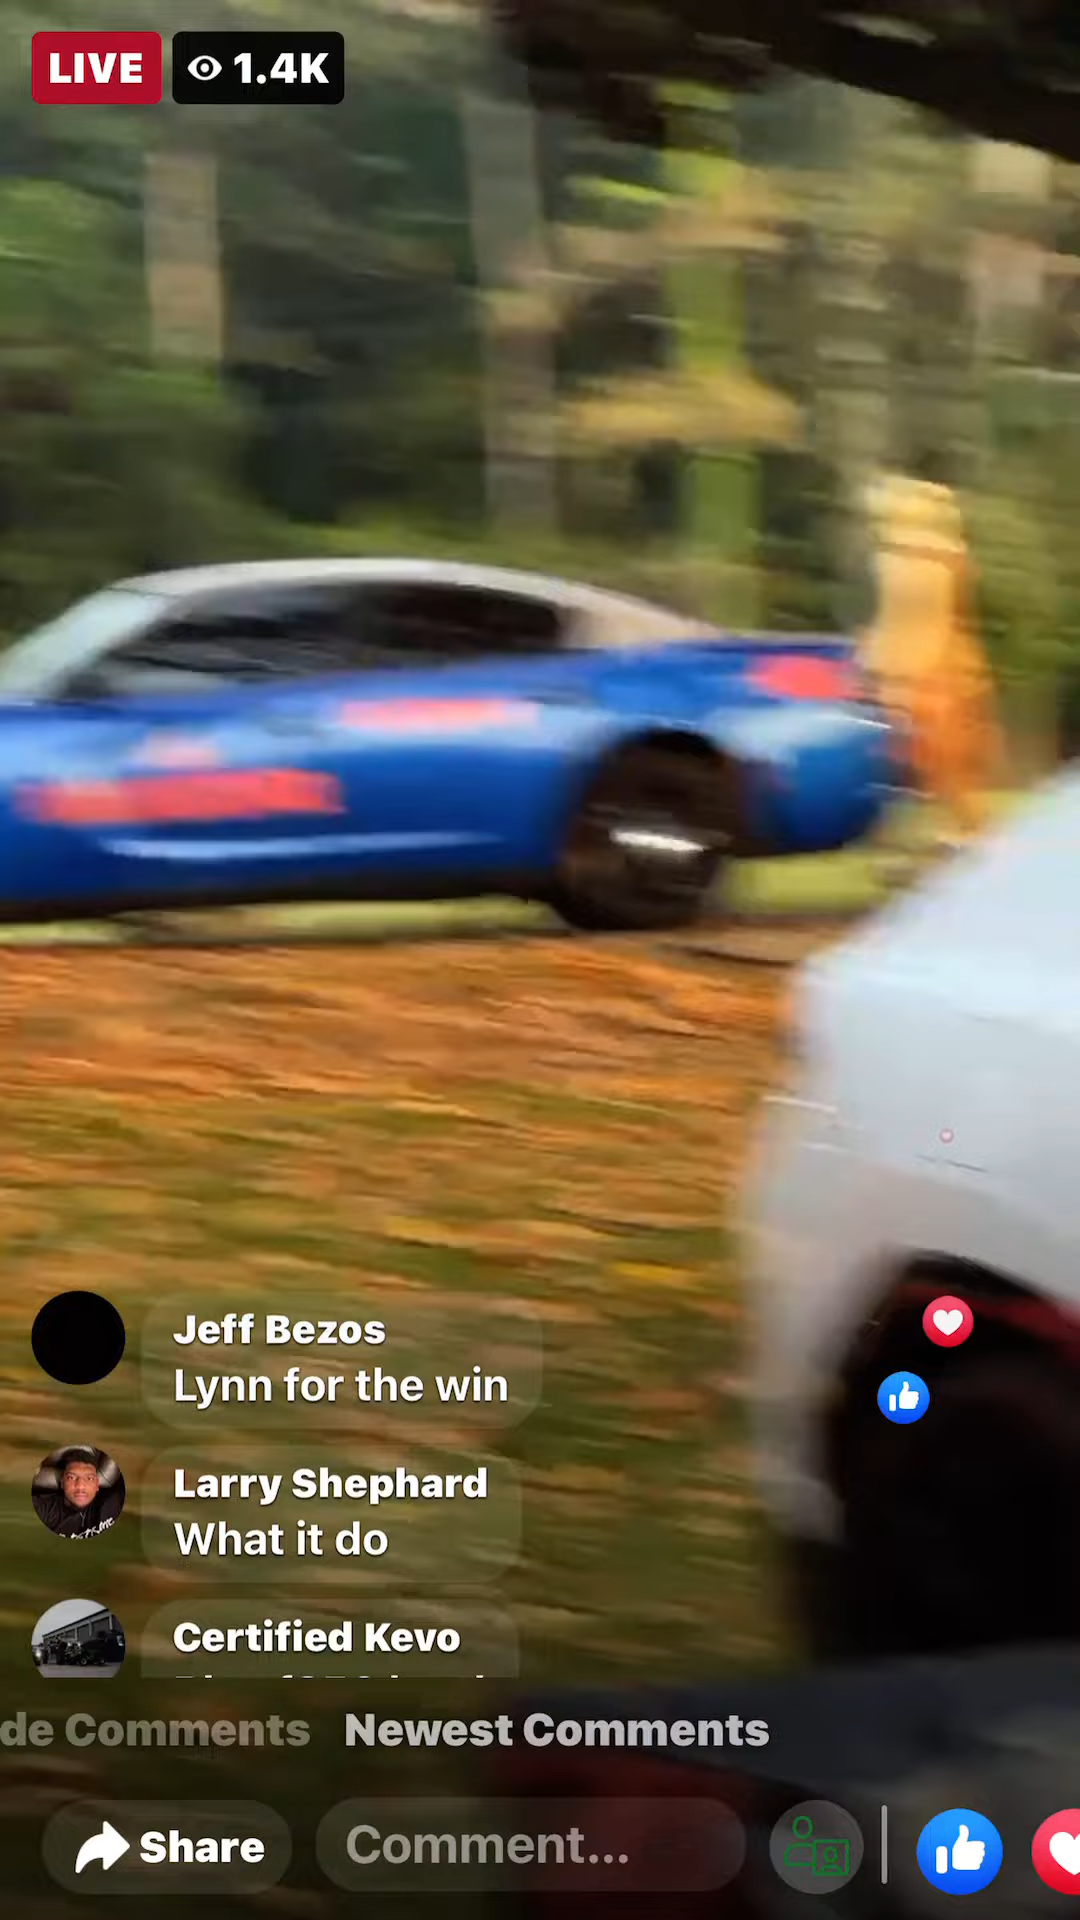 LIVE 1.4K
Jeff Bezos
Lynn for the win
Larry Shephard
What it do
Certified Kevo
de Comments Newest Comments
Share Comment...